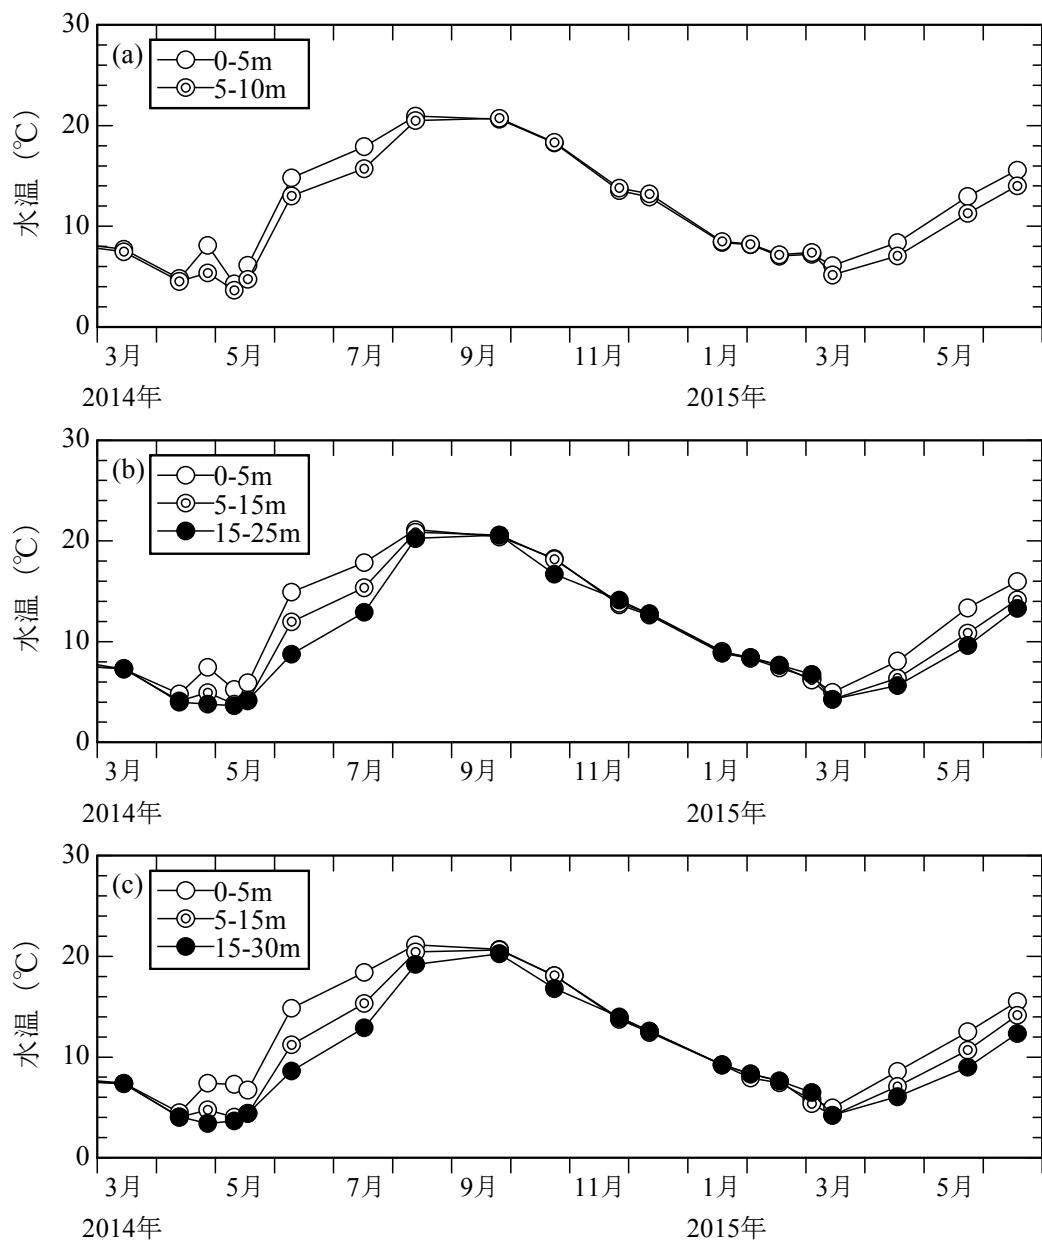 30
(a)
0-5m
5-10m
20
水温 (℃)
10
0
3月 5月 7月 9月 11月 1月 3月 5月
2014年 2015年
30
(b)
0-5m
5-15m
15-25m
20
水温 (℃)
10
0
3月 5月 7月 9月 11月 1月 3月 5月
2014年 2015年
30
(c)
0-5m
5-15m
15-30m
20
水温 (℃)
10
0
3月 5月 7月 9月 11月 1月 3月 5月
2014年 2015年